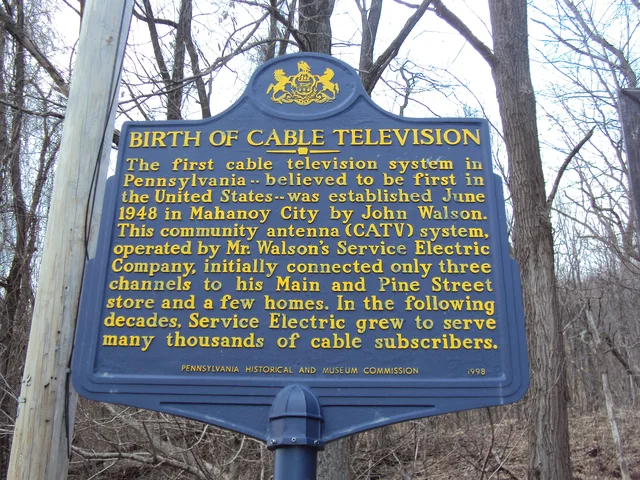 BIRTH OF CABLE TELEVISION
The first cable television system in
Pennsylvania -- believed to be first in
the United States -- was established June
1948 in Mahanoy City by John Walson.
This community antenna (CATV) system,
operated by Mr. Walson's Service Electric
Company, initially connected only three
channels to his Main and Pine Street
store and a few homes. In the following
decades, Service Electric grew to serve
many thousands of cable subscribers.
PENNSYLVANIA HISTORICAL AND MUSEUM COMMISSION 1998